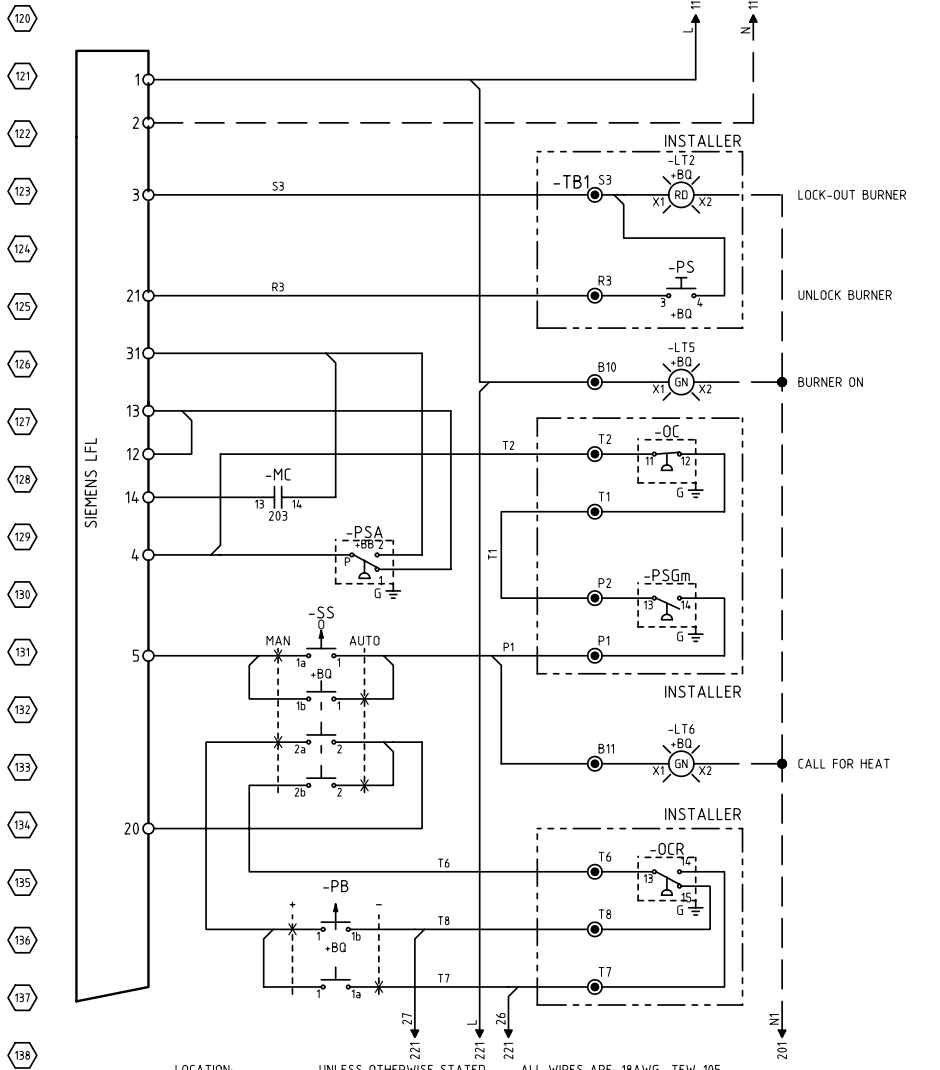 120
L 11
N 11
121
1
2
122
INSTALLER
-LT2
+BQ
123
3
S3
-TB1 S3
X1 RD X2
LOCK-OUT BURNER
124
-PS
R3
R3
125
21
3 4
UNLOCK BURNER
+BQ
-LT5
+BQ
126
31
B10
X1 GN X2
BURNER ON
127
13
-OC
T2
T2
12
11 12
128
SIEMENS LFL
-MC
G
14
13 14
T1
203
129
-PSA
+BB 2
4
P
T1
1
G
130
P2
-PSGm
13 14
-SS
0
G
131
MAN AUTO
5
1a 1
P1
P1
+BQ
132
1b 1
INSTALLER
-LT6
+BQ
2a 2
133
B11
X1 GN X2
CALL FOR HEAT
2b 2
134
20
INSTALLER
-OCR
T6
T6
14
135
13
-PB
15
G
+ -
T8
T8
136
1 1b
+BQ
T7
T7
137
1 1a
27
L
26
N1
221
221
221
201
138
LOCATION:
UNLESS OTHERWISE STATED
ALL WIRES ARE: 18AWG, TEW, 105